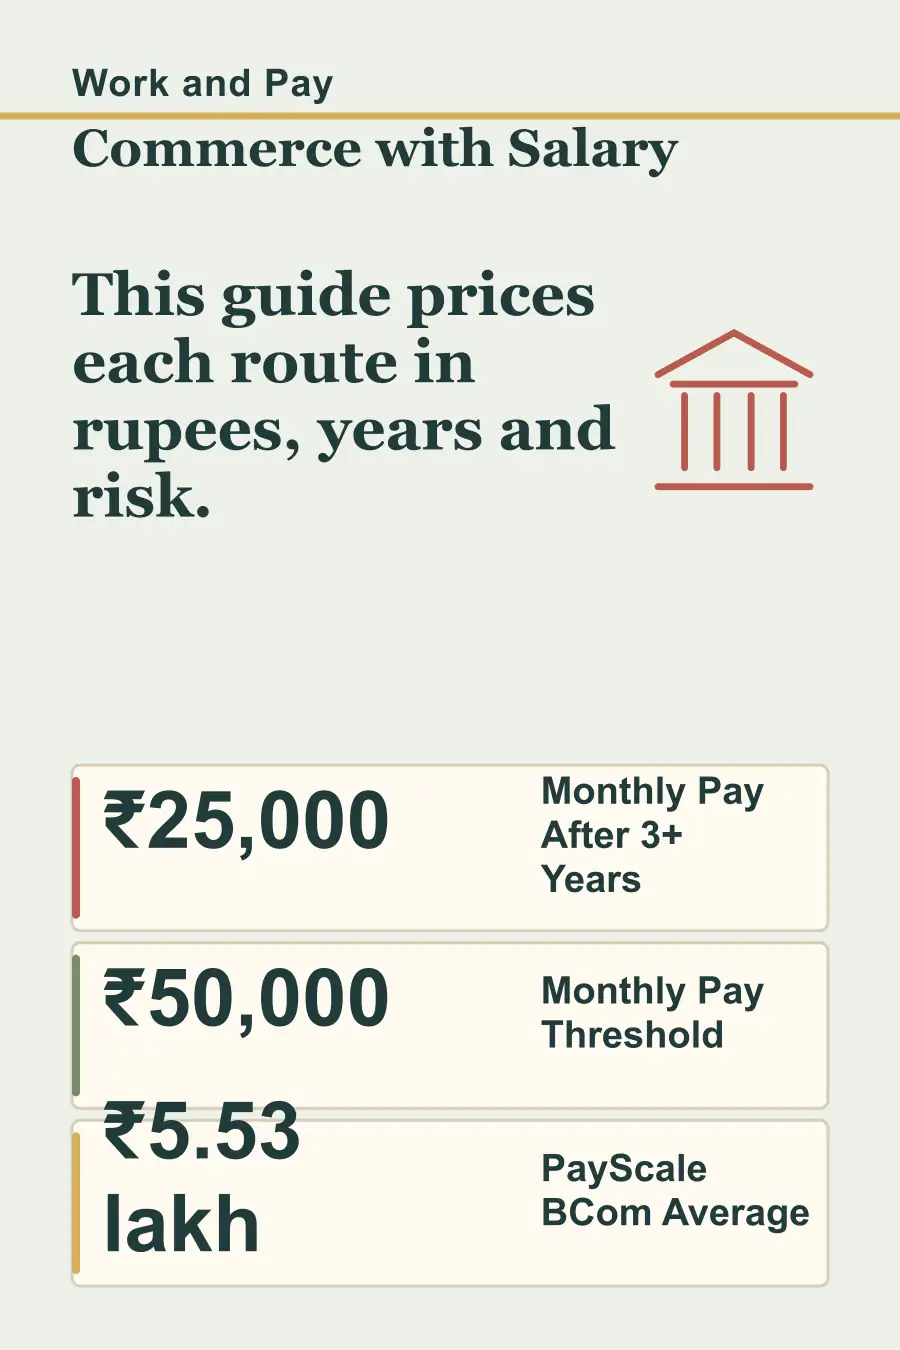 Work and Pay
Commerce with Salary
This guide prices
each route in
rupees, years and
risk.
₹25,000
Monthly Pay
After 3+
Years
₹50,000
Monthly Pay
Threshold
₹5.53
lakh
PayScale
BCom Average